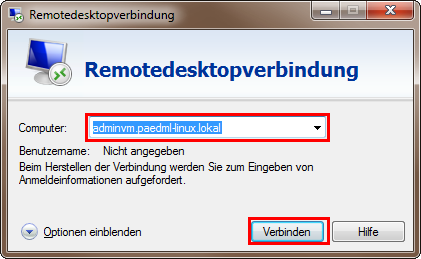 Remotedesktopverbindung
Remotedesktopverbindung
Computer: adminvm.paedml-linux.lokal
Benutzername: Nicht angegeben
Beim Herstellen der Verbindung werden Sie zum Eingeben von
Anmeldeinformationen aufgefordert.
Optionen einblenden Verbinden Hilfe